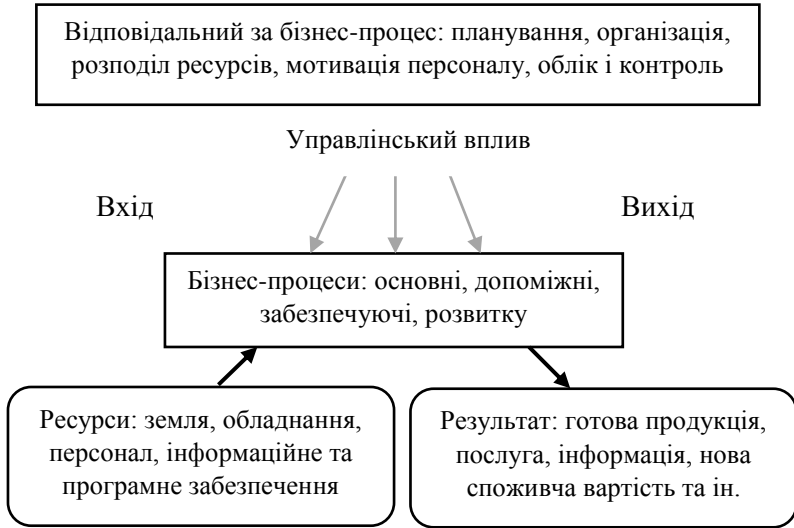 Відповідальний за бізнес-процес: планування, організація,
розподіл ресурсів, мотивація персоналу, облік і контроль
Управлінський вплив
Вхід
Вихід
Бізнес-процеси: основні, допоміжні,
забезпечуючі, розвитку
Ресурси: земля, обладнання,
персонал, інформаційне та
програмне забезпечення
Результат: готова продукція,
послуга, інформація, нова
споживча вартість та ін.